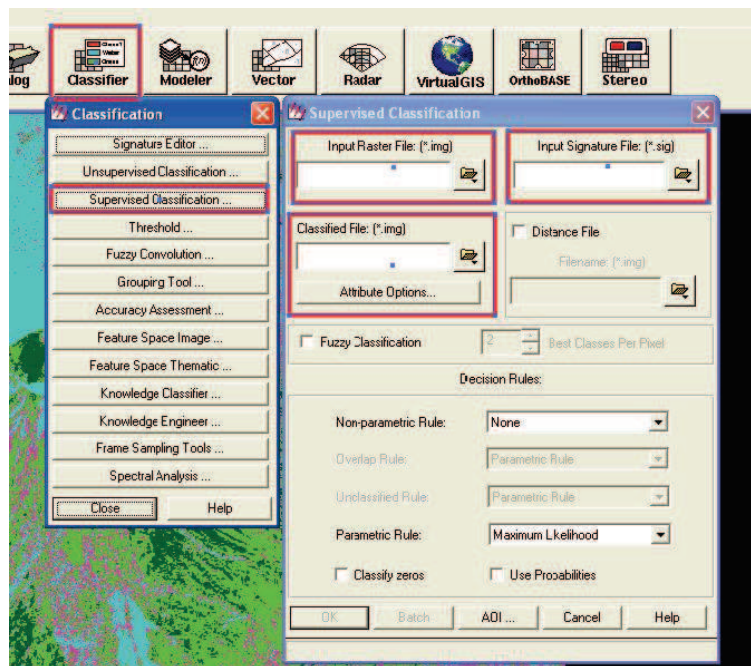 alog
Classifier
Modeler
Vector
Radar
VirtualGIS
OrthoBASE
Stereo
Classification
Signature Editor ...
Unsupervised Classification ...
Supervised Classification ...
Threshold ...
Fuzzy Convolution ...
Grouping Tool ...
Accuracy Assessment ...
Feature Space Image ...
Feature Space Thematic ...
Knowledge Classifier ...
Knowledge Engineer ...
Frame Sampling Tools ...
Spectral Analysis ...
Close
Help
Supervised Classification
Input Raster File: (*.img)
Input Signature File: (*.sig)
Classified File: (*.img)
Attribute Options...
Distance File
Filename: (*.img)
Fuzzy Classification
2
Best Classes Per Pixel
Decision Rules:
Non-parametric Rule:
None
Overlap Rule:
Parametric Rule
Unclassified Rule:
Parametric Rule
Parametric Rule:
Maximum Likelihood
Classify zeros
Use Probabilities
OK
Batch
AOI ...
Cancel
Help